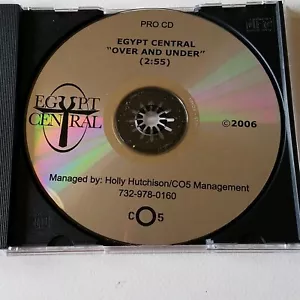 PRO CD
EGYPT CENTRAL
"OVER AND UNDER"
(2:55)
EGYPT
CENTRAL
©2006
Managed by: Holly Hutchison/CO5 Management
732-978-0160
CO5